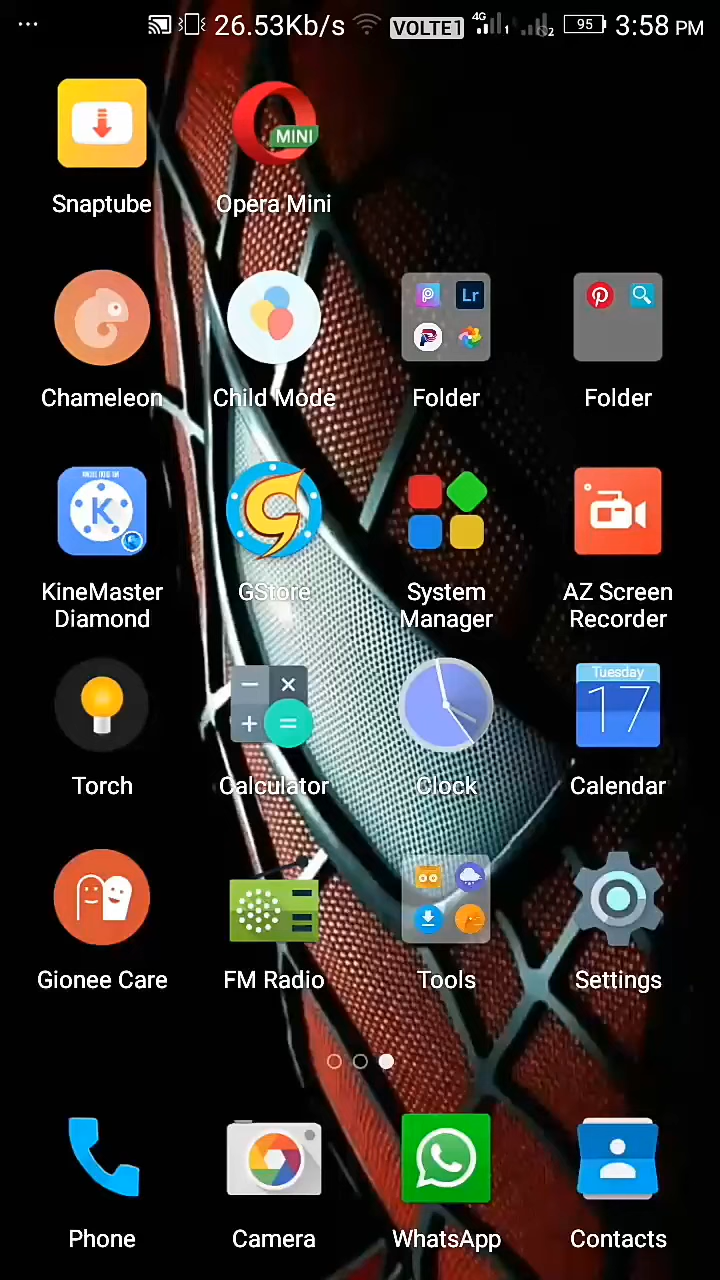 ... 26.53Kb/s VOLTE1 4G 1 2 95 3:58 PM
MINI
Snaptube Opera Mini
Lr
Chameleon Child Mode Folder Folder
K
KineMaster GStore System AZ Screen
Diamond Manager Recorder
Tuesday
17
Torch Calculator Clock Calendar
Gionee Care FM Radio Tools Settings
Phone Camera WhatsApp Contacts